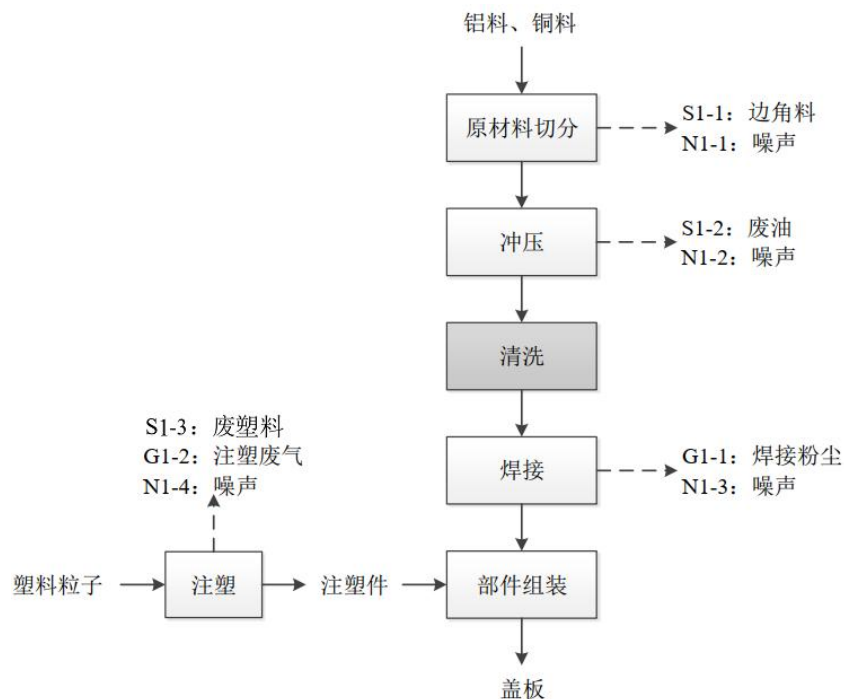 铝料、铜料
原材料切分
S1-1：边角料
N1-1：噪声
冲压
S1-2：废油
N1-2：噪声
清洗
S1-3：废塑料
G1-2：注塑废气
N1-4：噪声
焊接
G1-1：焊接粉尘
N1-3：噪声
塑料粒子
注塑
注塑件
部件组装
盖板